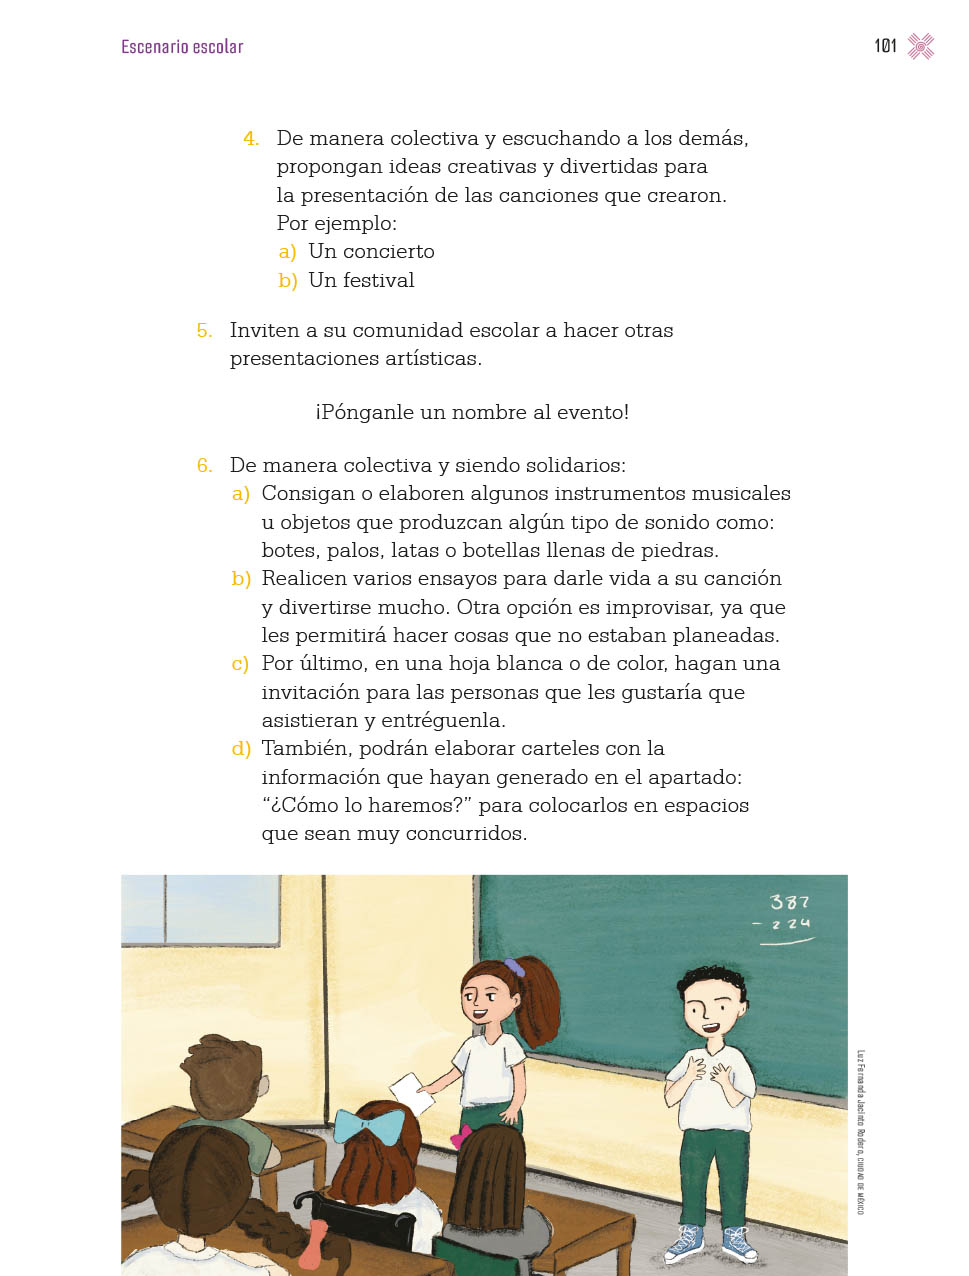 Escenario escolar
101
4. De manera colectiva y escuchando a los demás,
propongan ideas creativas y divertidas para
la presentación de las canciones que crearon.
Por ejemplo:
a) Un concierto
b) Un festival
5. Inviten a su comunidad escolar a hacer otras
presentaciones artísticas.
¡Pónganle un nombre al evento!
6. De manera colectiva y siendo solidarios:
a) Consigan o elaboren algunos instrumentos musicales
u objetos que produzcan algún tipo de sonido como:
botes, palos, latas o botellas llenas de piedras.
b) Realicen varios ensayos para darle vida a su canción
y divertirse mucho. Otra opción es improvisar, ya que
les permitirá hacer cosas que no estaban planeadas.
c) Por último, en una hoja blanca o de color, hagan una
invitación para las personas que les gustaría que
asistieran y entréguenla.
d) También, podrán elaborar carteles con la
información que hayan generado en el apartado:
“¿Cómo lo haremos?” para colocarlos en espacios
que sean muy concurridos.
387
- 224
Luz Fernanda Jacinto Rodero, CIUDAD DE MÉXICO